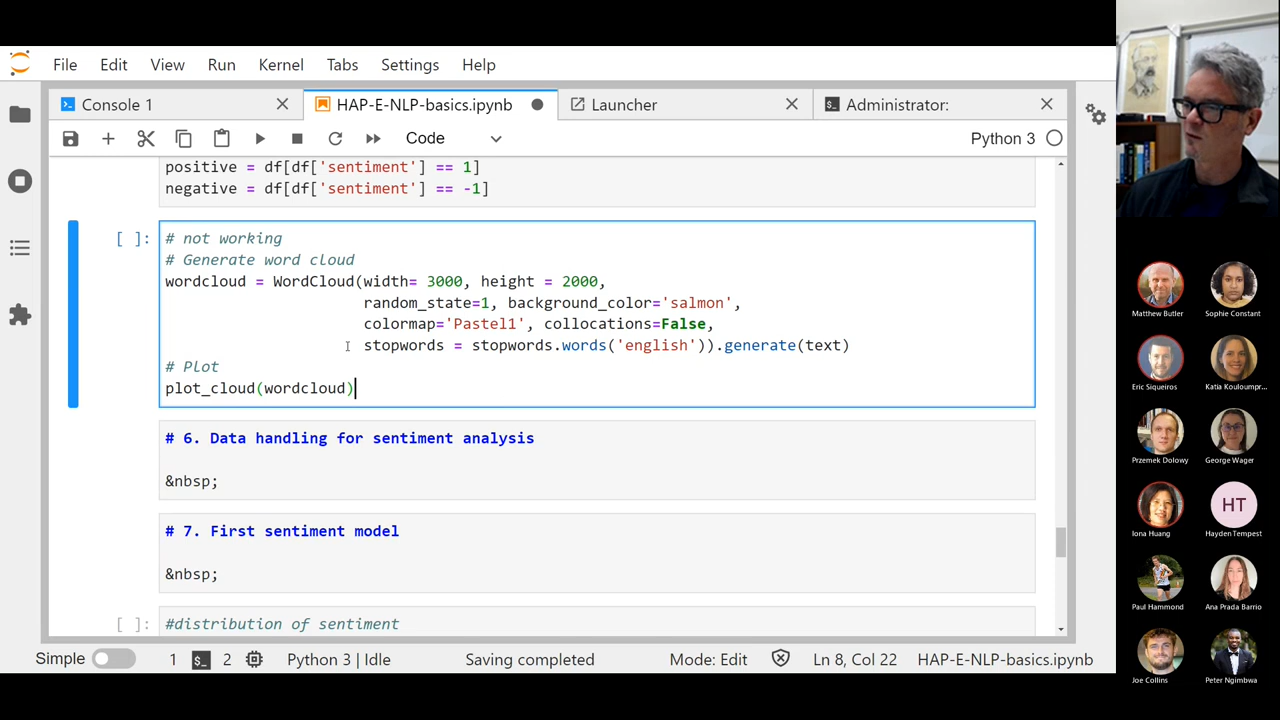 File Edit View Run Kernel Tabs Settings Help
Console 1 HAP-E-NLP-basics.ipynb Launcher Administrator:
Code Python 3
positive = df[df['sentiment'] == 1]
negative = df[df['sentiment'] == -1]
[ ]: # not working
# Generate word cloud
wordcloud = WordCloud(width= 3000, height = 2000,
random_state=1, background_color='salmon',
colormap='Pastel1', collocations=False,
stopwords = stopwords.words('english')).generate(text)
# Plot
plot_cloud(wordcloud)
# 6. Data handling for sentiment analysis
&nbsp;
# 7. First sentiment model
&nbsp;
[ ]: #distribution of sentiment
Simple 1 2 Python 3 | Idle Saving completed Mode: Edit Ln 8, Col 22 HAP-E-NLP-basics.ipynb
Matthew Butler Sophie Constant
Eric Siqueiros Katia Kouloumpr...
Przemek Dolowy George Wager
HT
Iona Huang Hayden Tempest
Paul Hammond Ana Prada Barrio
Joe Collins Peter Ngimbwa